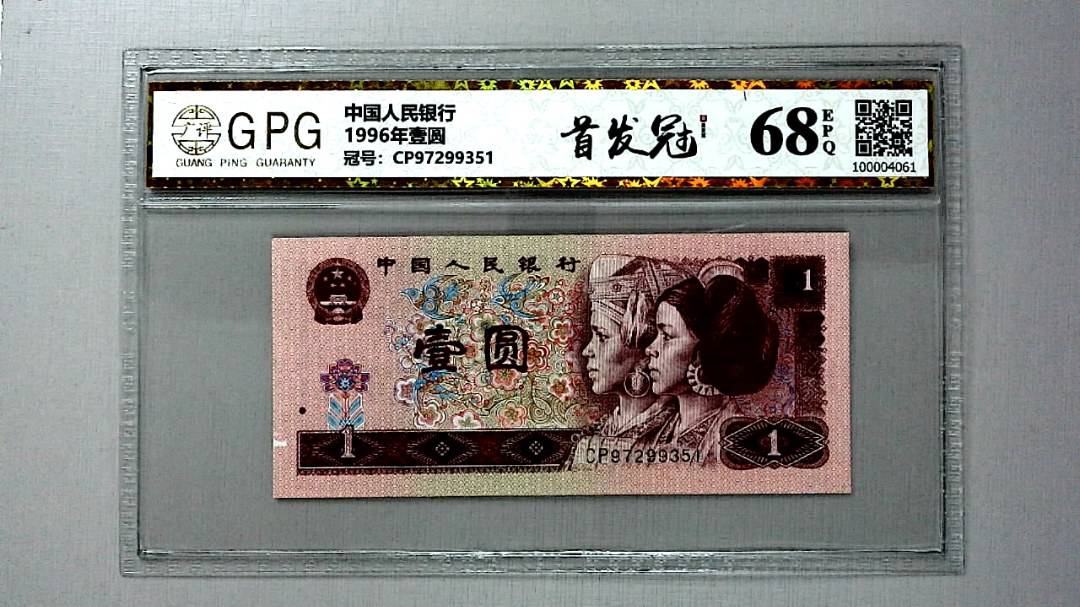 广评
GPG
GUANG PING GUARANTY
中国人民银行
1996年壹圆
冠号：CP97299351
首发冠
68
EPQ
100004061
中国人民银行
1
壹圆
1
CP97299351
1